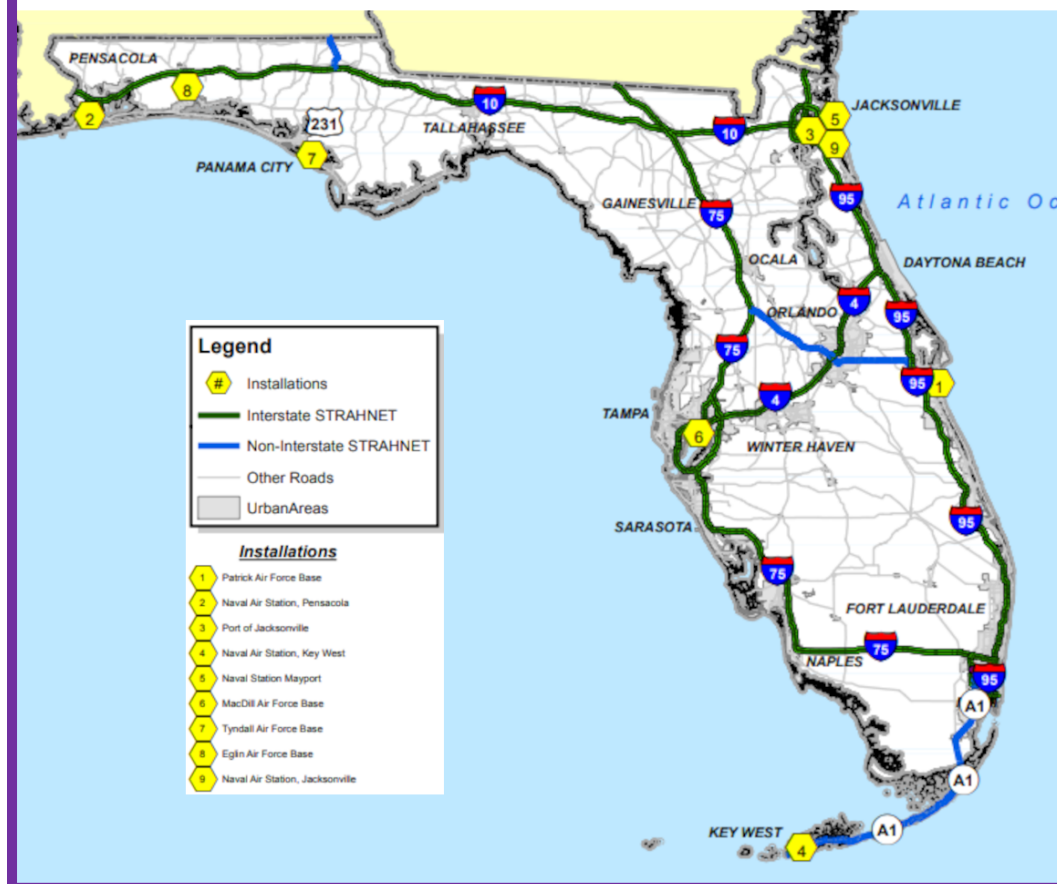 PENSACOLA
8
2
10
231
TALLAHASSEE
7
PANAMA CITY
10
JACKSONVILLE
5
3
9
GAINESVILLE
75
95
Atlantic Oc
OCALA
DAYTONA BEACH
ORLANDO
4
95
75
95
1
4
TAMPA
6
WINTER HAVEN
SARASOTA
95
75
FORT LAUDERDALE
75
NAPLES
95
A1
A1
KEY WEST
A1
4
Legend
# Installations
Interstate STRAHNET
Non-Interstate STRAHNET
Other Roads
UrbanAreas
Installations
1 Patrick Air Force Base
2 Naval Air Station, Pensacola
3 Port of Jacksonville
4 Naval Air Station, Key West
5 Naval Station Mayport
6 MacDill Air Force Base
7 Tyndall Air Force Base
8 Eglin Air Force Base
9 Naval Air Station, Jacksonville